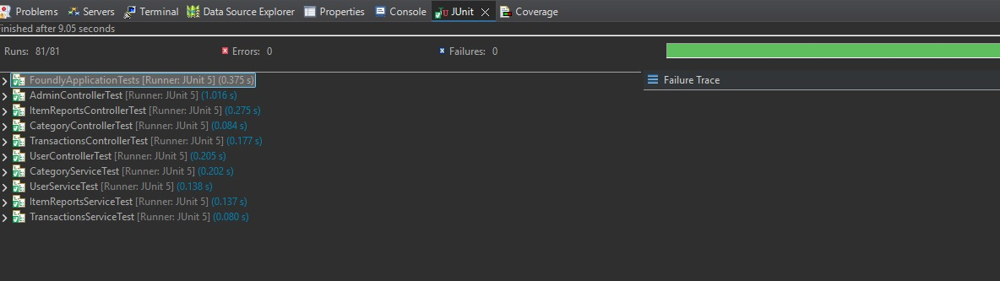 Problems Servers Terminal Data Source Explorer Properties Console JUnit Coverage
Finished after 9.05 seconds
Runs: 81/81 Errors: 0 Failures: 0
FoundlyApplicationTests [Runner: JUnit 5] (0.375 s)
Failure Trace
AdminControllerTest [Runner: JUnit 5] (1.016 s)
ItemReportsControllerTest [Runner: JUnit 5] (0.275 s)
CategoryControllerTest [Runner: JUnit 5] (0.084 s)
TransactionsControllerTest [Runner: JUnit 5] (0.177 s)
UserControllerTest [Runner: JUnit 5] (0.205 s)
CategoryServiceTest [Runner: JUnit 5] (0.202 s)
UserServiceTest [Runner: JUnit 5] (0.138 s)
ItemReportsServiceTest [Runner: JUnit 5] (0.137 s)
TransactionsServiceTest [Runner: JUnit 5] (0.080 s)